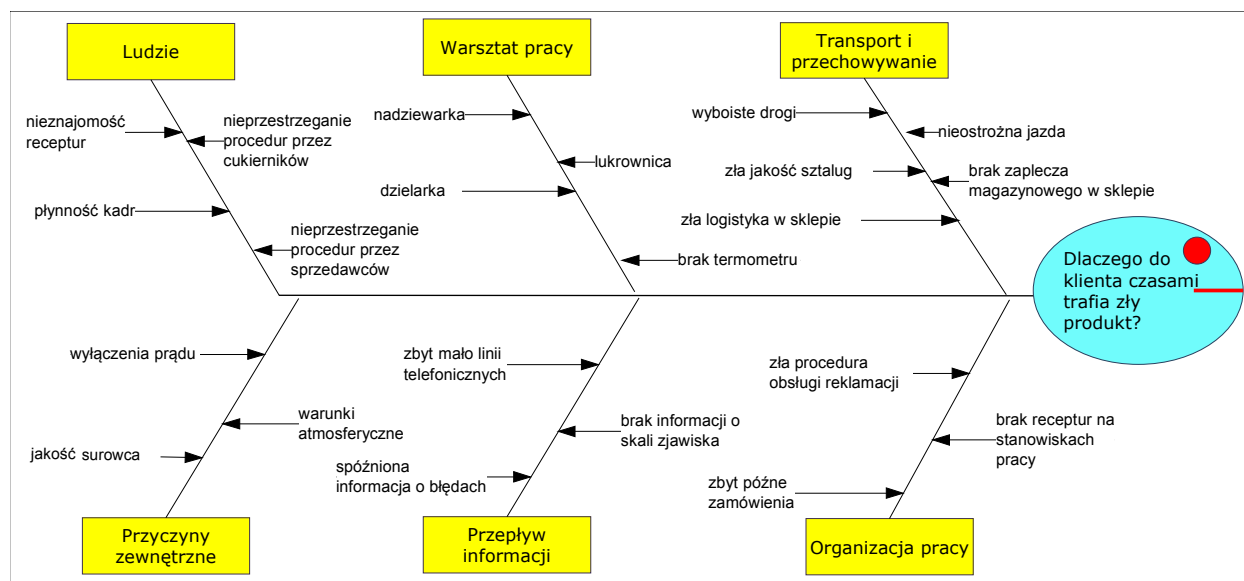 Ludzie
Warsztat pracy
Transport i
przechowywanie
nieznajomość
receptur
nieprzestrzeganie
procedur przez
cukierników
płynność kadr
nieprzestrzeganie
procedur przez
sprzedawców
nadziewarka
lukrownica
dzielarka
brak termometru
wyboiste drogi
nieostrożna jazda
zła jakość sztalug
brak zaplecza
magazynowego w sklepie
zła logistyka w sklepie
Dlaczego do
klienta czasami
trafia zły
produkt?
wyłączenia prądu
warunki
atmosferyczne
jakość surowca
zbyt mało linii
telefonicznych
brak informacji o
skali zjawiska
spóźniona
informacja o błędach
zła procedura
obsługi reklamacji
brak receptur na
stanowiskach
pracy
zbyt późne
zamówienia
Przyczyny
zewnętrzne
Przepływ
informacji
Organizacja pracy